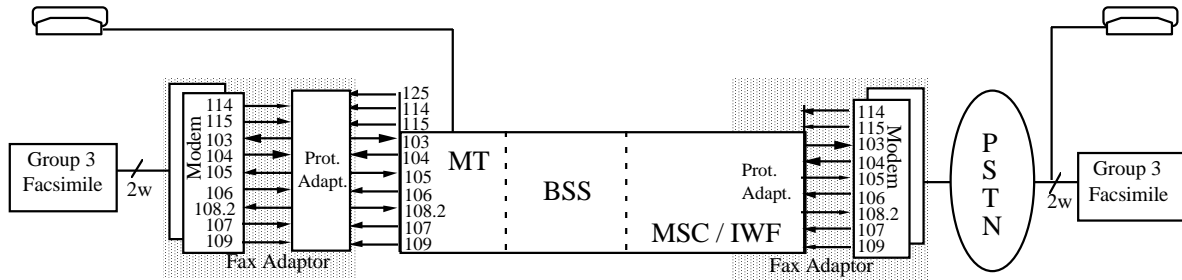 Group 3
Facsimile
2w
Modem
114
115
103
104
105
106
108.2
107
109
Prot.
Adapt.
Fax Adaptor
125
114
115
103
104
105
106
108.2
107
109
MT
BSS
MSC / IWF
Prot.
Adapt.
114
115
103
104
105
106
108.2
107
109
Modem
Fax Adaptor
PSTN
2w
Group 3
Facsimile